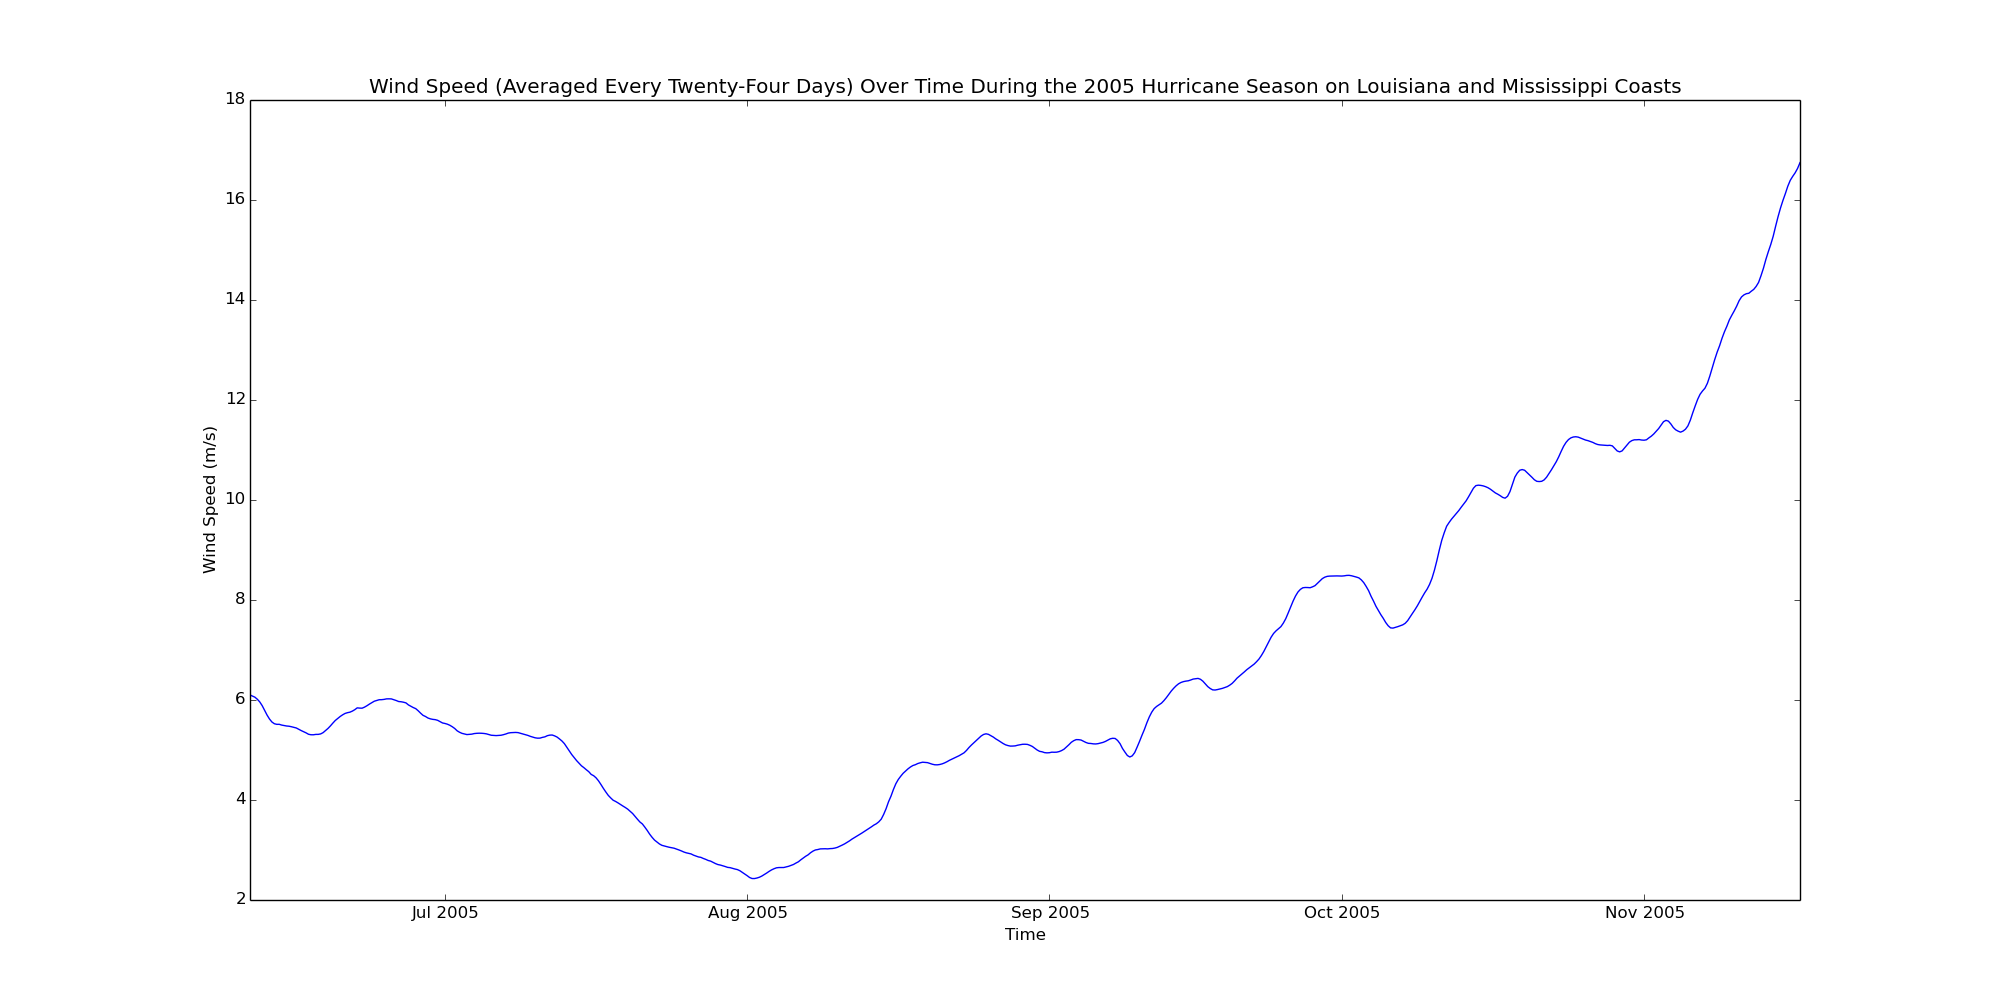 Wind Speed (Averaged Every Twenty-Four Days) Over Time During the 2005 Hurricane Season on Louisiana and Mississippi Coasts
18
16
14
12
10
8
6
4
2
Wind Speed (m/s)
Jul 2005 Aug 2005 Sep 2005 Oct 2005 Nov 2005
Time